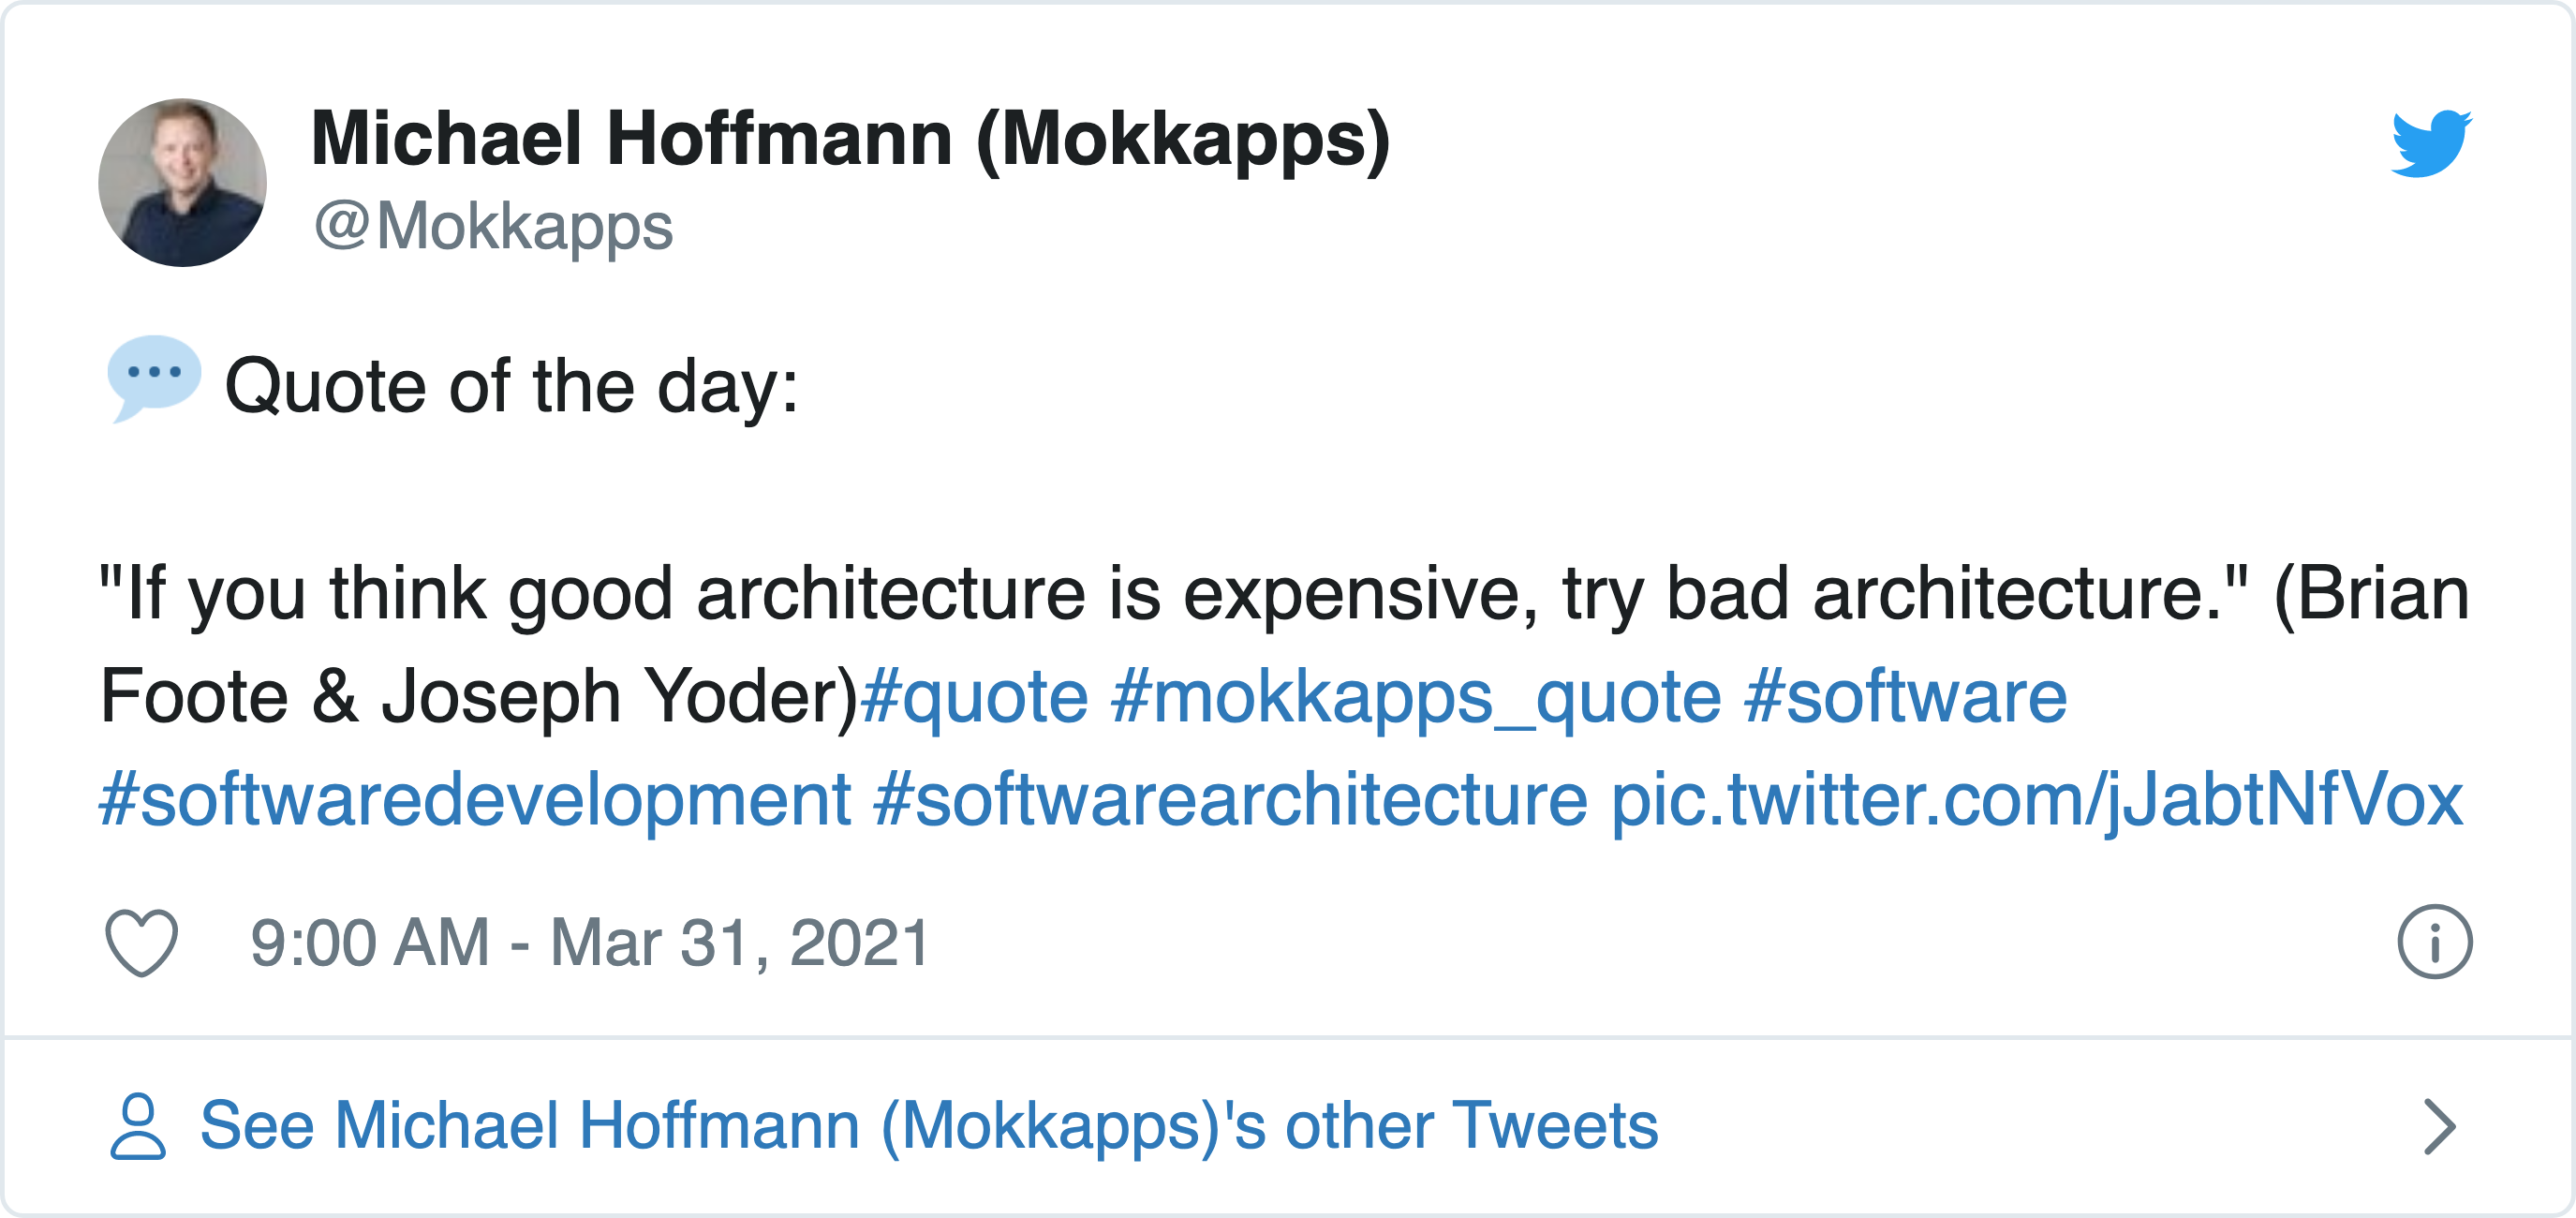 Michael Hoffmann (Mokkapps)
@Mokkapps
💬 Quote of the day:
"If you think good architecture is expensive, try bad architecture." (Brian
Foote & Joseph Yoder)#quote #mokkapps_quote #software
#softwaredevelopment #softwarearchitecture pic.twitter.com/jJabtNfVox
9:00 AM - Mar 31, 2021
See Michael Hoffmann (Mokkapps)'s other Tweets